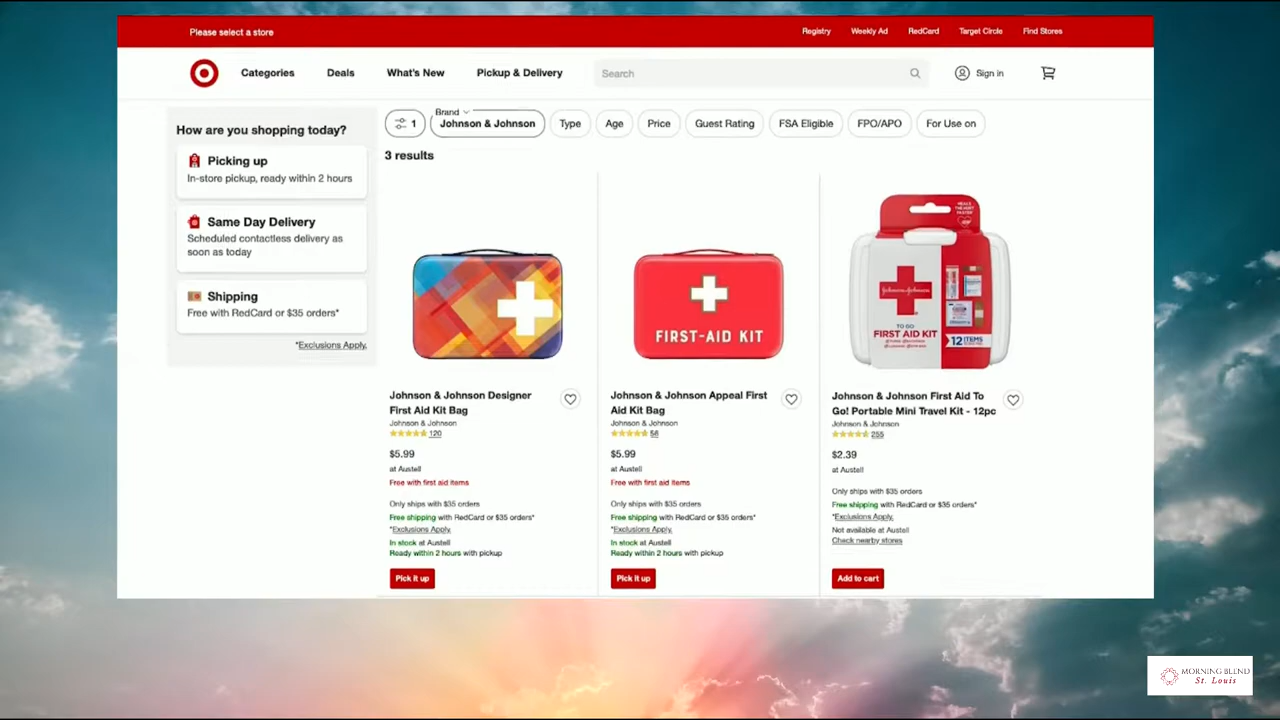 Please select a store
Registry
Weekly Ad
RedCard
Target Circle
Find Stores
Categories
Deals
What's New
Pickup & Delivery
Search
Sign in
How are you shopping today?
Picking up
In-store pickup, ready within 2 hours
Same Day Delivery
Scheduled contactless delivery as
soon as today
Shipping
Free with RedCard or $35 orders*
*Exclusions Apply.
1
Brand
Johnson & Johnson
Type
Age
Price
Guest Rating
FSA Eligible
FPO/APO
For Use on
3 results
Johnson & Johnson Designer
First Aid Kit Bag
Johnson & Johnson
120
$5.99
at Austell
Free with first aid items
Only ships with $35 orders
Free shipping with RedCard or $35 orders*
*Exclusions Apply.
In stock at Austell
Ready within 2 hours with pickup
Pick it up
FIRST-AID KIT
Johnson & Johnson Appeal First
Aid Kit Bag
Johnson & Johnson
58
$5.99
at Austell
Free with first aid items
Only ships with $35 orders
Free shipping with RedCard or $35 orders*
*Exclusions Apply.
In stock at Austell
Ready within 2 hours with pickup
Pick it up
Johnson & Johnson
TO GO
FIRST AID KIT
12 ITEMS
Johnson & Johnson First Aid To
Go! Portable Mini Travel Kit - 12pc
Johnson & Johnson
255
$2.39
at Austell
Only ships with $35 orders
Free shipping with RedCard or $35 orders*
*Exclusions Apply.
Not available at Austell
Check nearby stores
Add to cart
MORNING BLEND
St. Louis